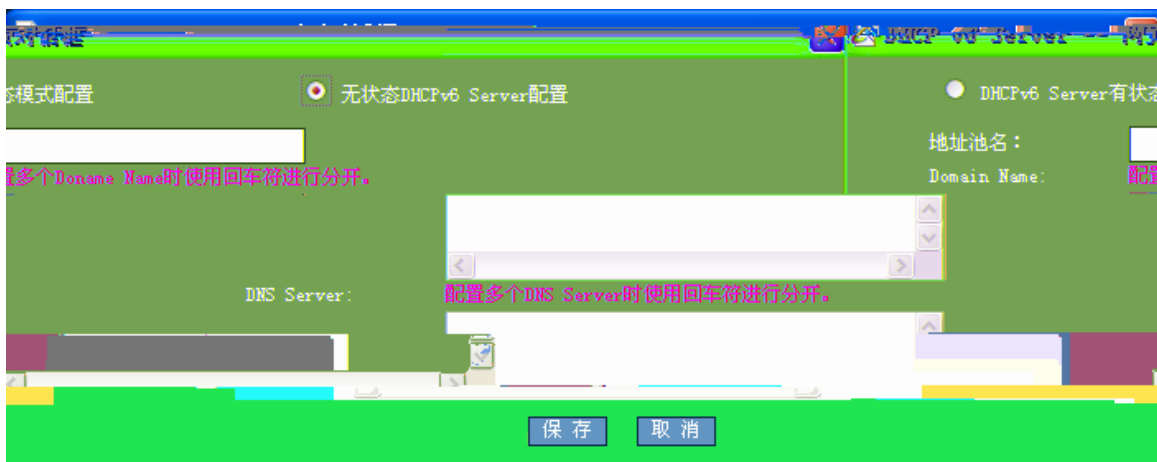 DHCP v6 Server -- 网
模式配置
无状态DHCPv6 Server配置
DHCPv6 Server有状态
地址池名：
置多个Doname Name时使用回车符进行分开。
Domain Name:
配置
DNS Server:
配置多个DNS Server时使用回车符进行分开。
保存
取消